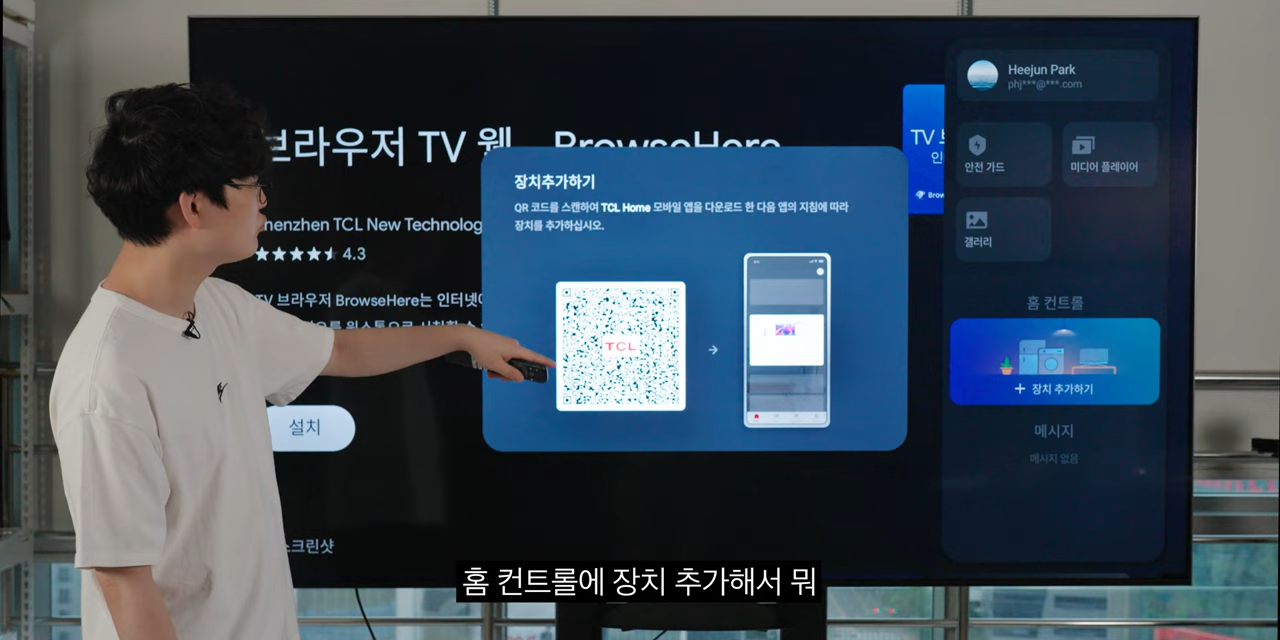 브라우저 TV 웹
BrowseHere
Shenzhen TCL New Technolog
4.3
TV 브라우저 BrowseHere는 인터넷
설치
스크린샷
장치추가하기
QR 코드를 스캔하여 TCL Home 모바일 앱을 다운로드 한 다음 앱의 지침에 따라
장치를 추가하십시오.
TCL
TV
인
Brow
Heejun Park
phj***@***.com
안전 가드
미디어 플레이어
갤러리
홈 컨트롤
+ 장치 추가하기
메시지
메시지 없음
홈 컨트롤에 장치 추가해서 뭐